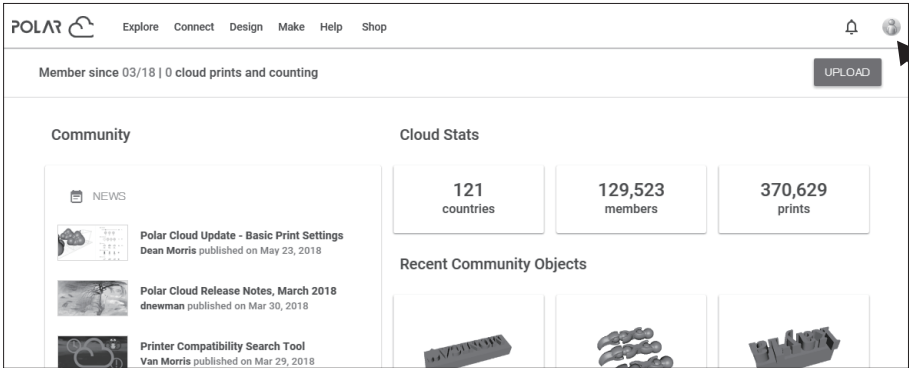 POLAR
Explore Connect Design Make Help Shop
Member since 03/18 | 0 cloud prints and counting
UPLOAD
Community
NEWS
Polar Cloud Update - Basic Print Settings
Dean Morris published on May 23, 2018
Polar Cloud Release Notes, March 2018
dnewman published on Mar 30, 2018
Printer Compatibility Search Tool
Van Morris published on Mar 29, 2018
Cloud Stats
121
countries
129,523
members
370,629
prints
Recent Community Objects